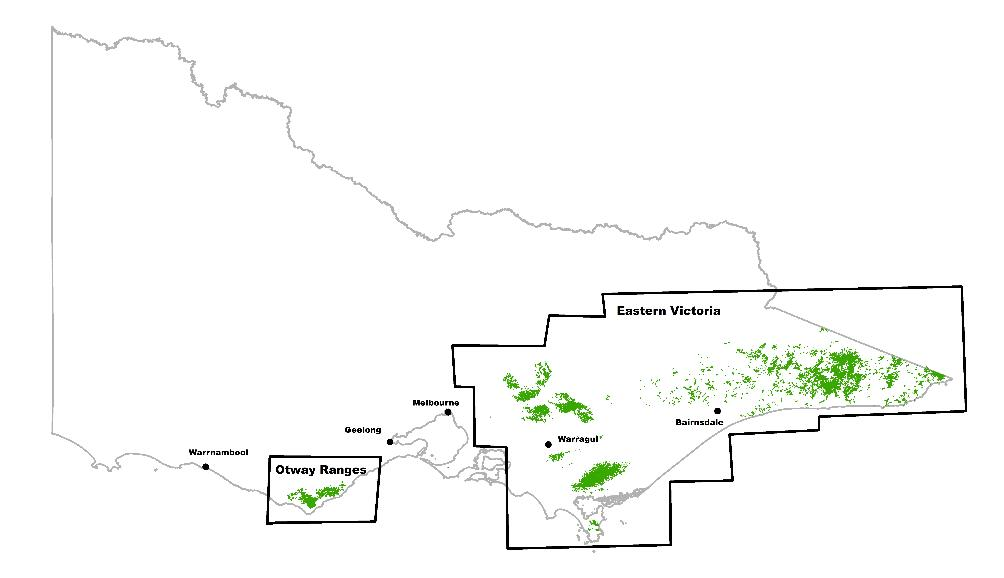 Eastern Victoria
Melbourne
Bairnsdale
Geelong
Warragul
Warrnambool
Otway Ranges